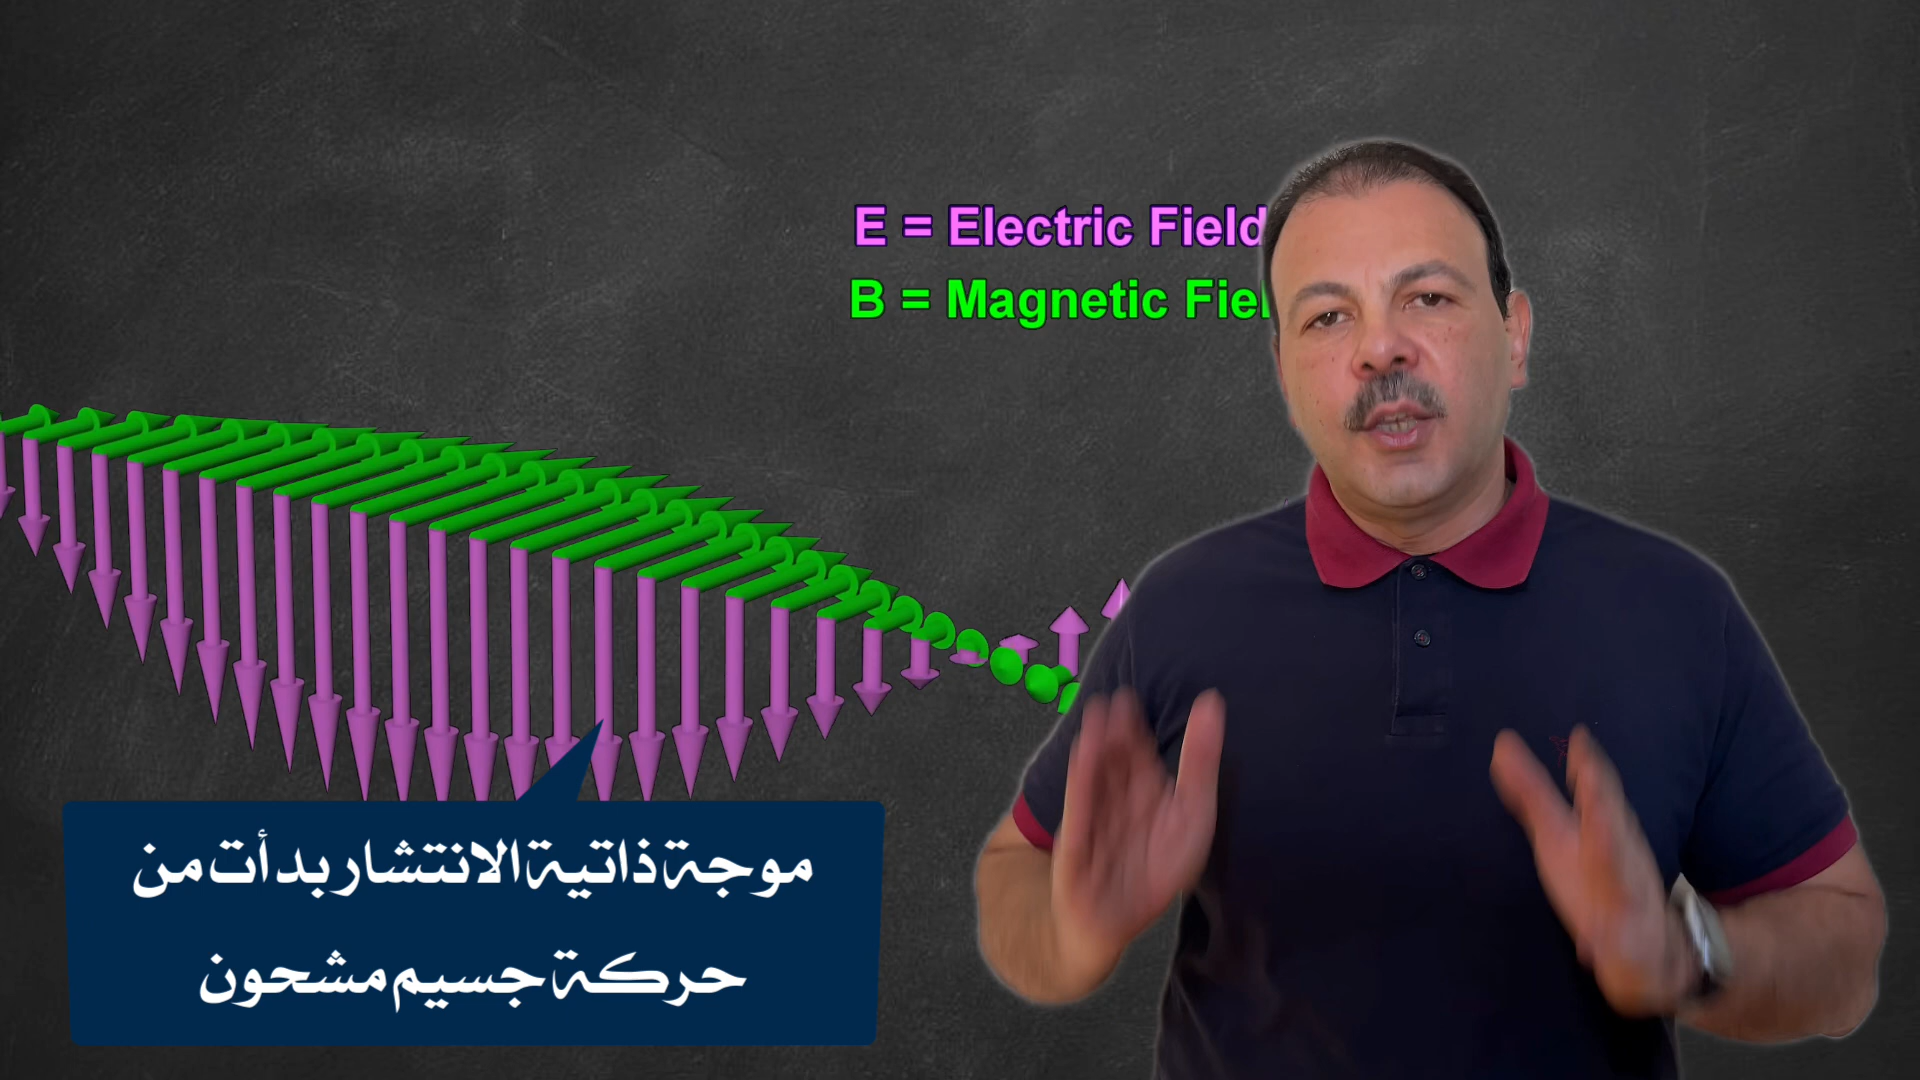 E = Electric Field
B = Magnetic Fiel
موجة ذاتية الانتشار بدأت من
حركة جسيم مشحون